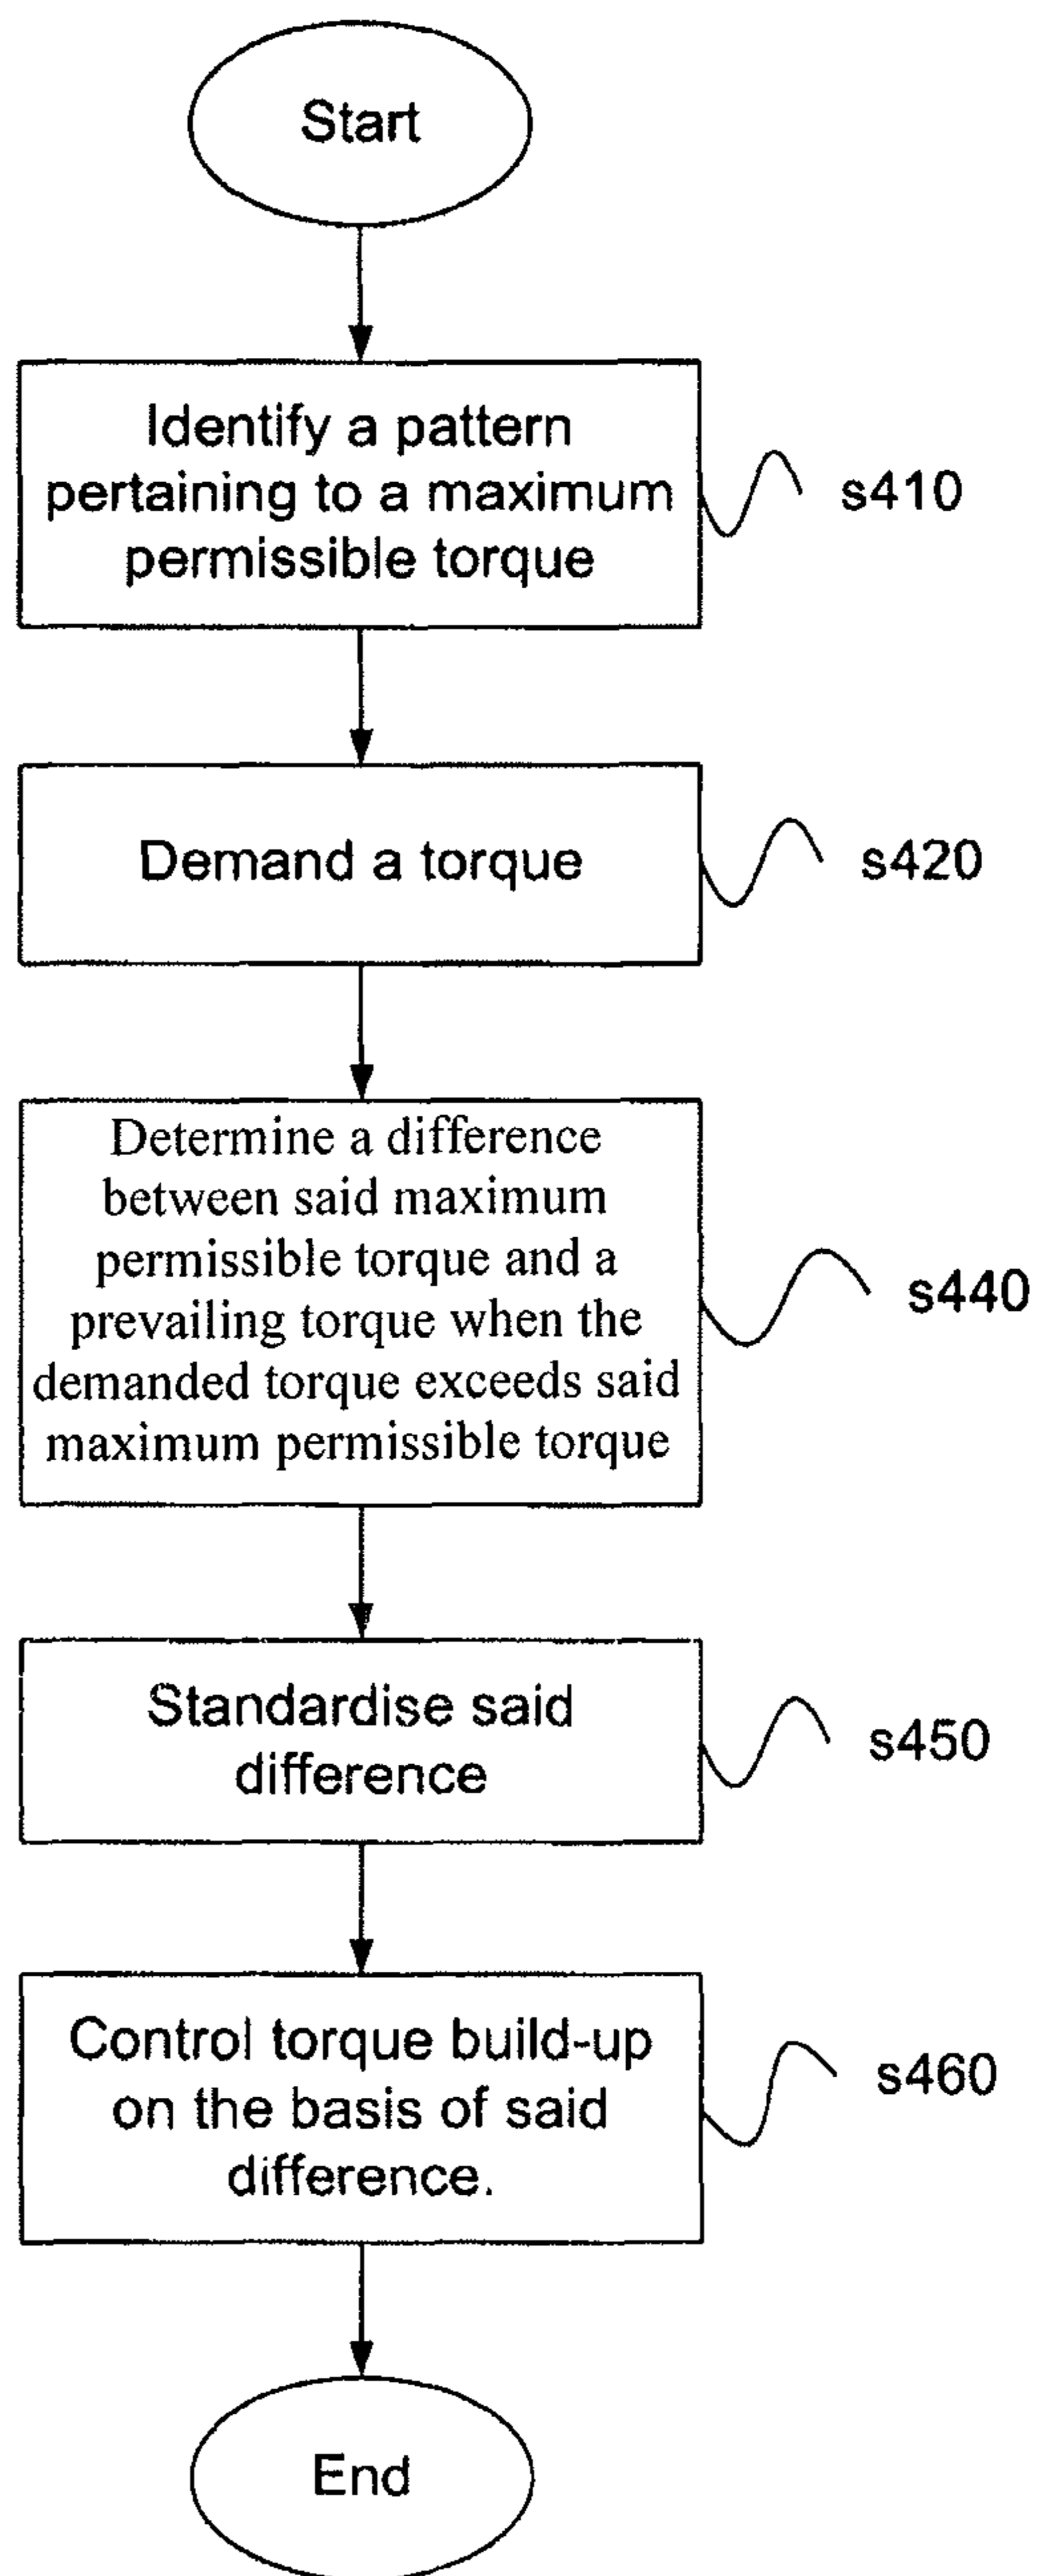 Start
Identify a pattern
pertaining to a maximum
permissible torque
s410
Demand a torque
s420
Determine a difference
between said maximum
permissible torque and a
prevailing torque when the
demanded torque exceeds said
maximum permissible torque
s440
Standardise said
difference
s450
Control torque build-up
on the basis of said
difference.
s460
End